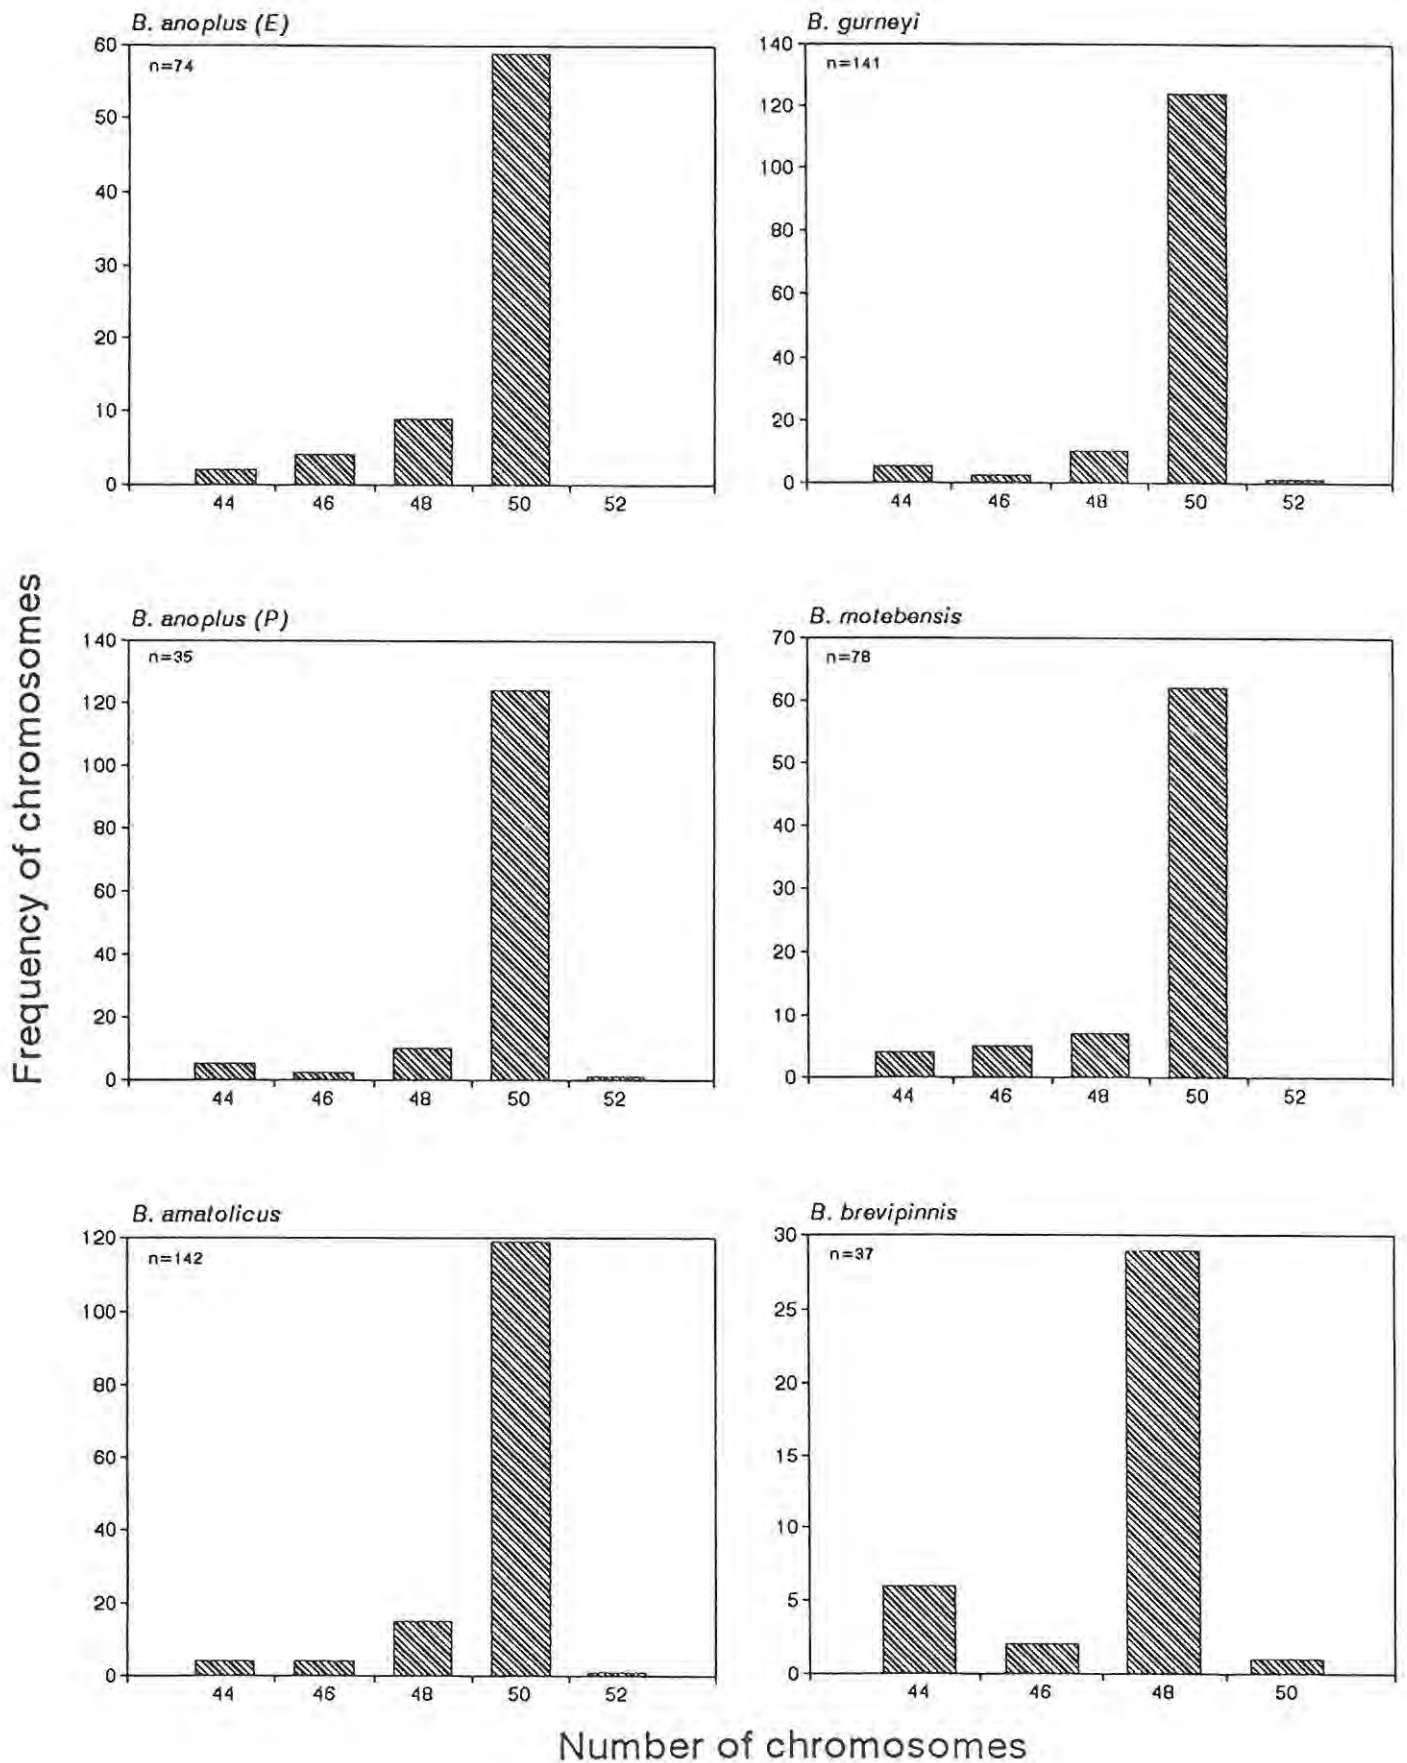 B. anoplus (E)
n=74
60
50
40
30
20
10
0
44 46 48 50 52
B. gurneyi
n=141
140
120
100
80
60
40
20
0
44 46 48 50 52
Frequency of chromosomes
B. anoplus (P)
n=35
140
120
100
80
60
40
20
0
44 46 48 50 52
B. motebensis
n=78
70
60
50
40
30
20
10
0
44 46 48 50 52
B. amatolicus
n=142
120
100
80
60
40
20
0
44 46 48 50 52
B. brevipinnis
n=37
30
25
20
15
10
5
0
44 46 48 50
Number of chromosomes